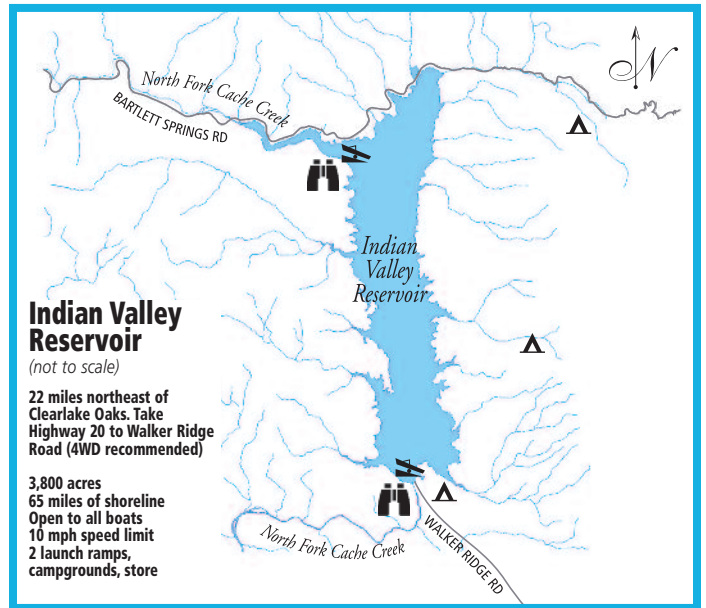 North Fork Cache Creek
BARTLETT SPRINGS RD
N
Indian
Valley
Reservoir
Indian Valley
Reservoir
(not to scale)
22 miles northeast of
Clearlake Oaks. Take
Highway 20 to Walker Ridge
Road (4WD recommended)
3,800 acres
65 miles of shoreline
Open to all boats
10 mph speed limit
2 launch ramps,
campgrounds, store
North Fork Cache Creek
WALKER RIDGE RD